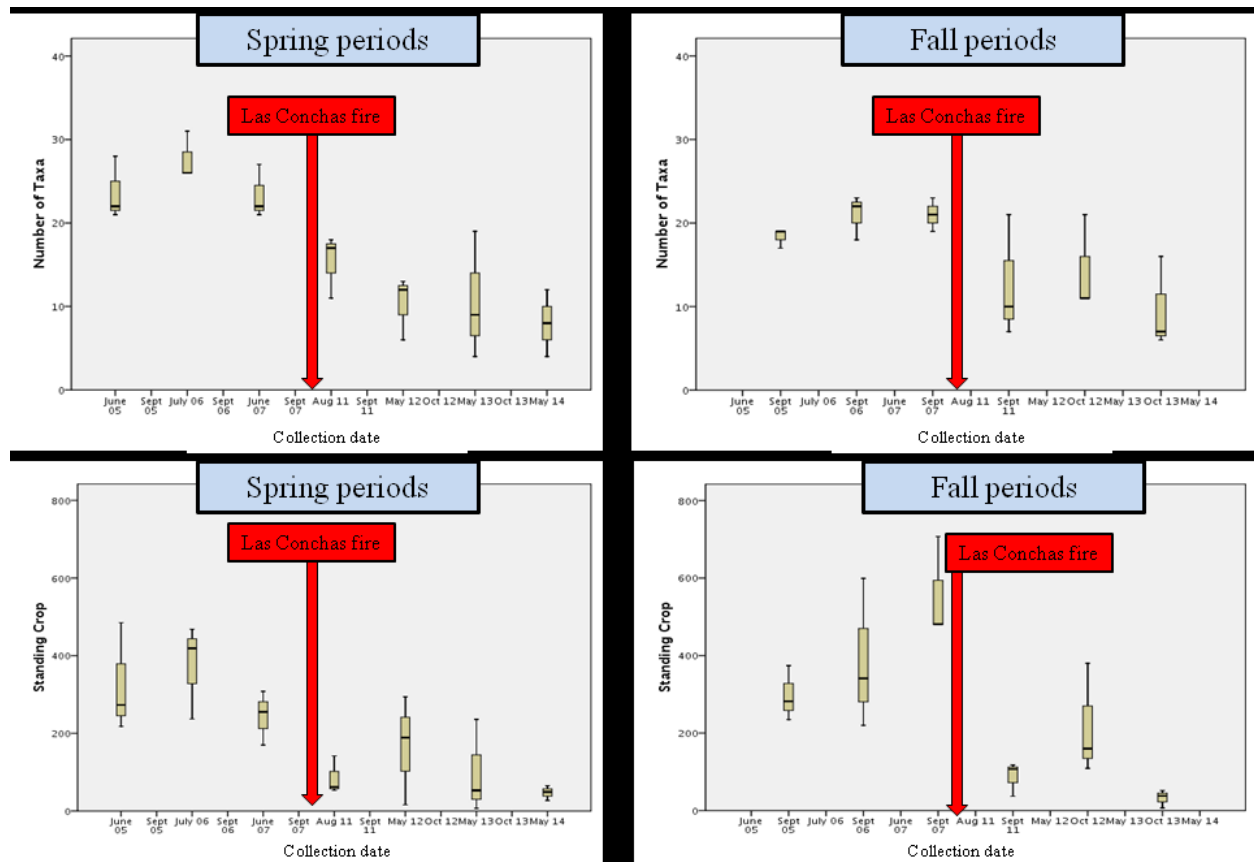 Spring periods
Las Conchas fire
Number of Taxa
40
30
20
10
0
June 05 Sept 05 July 06 Sept 06 June 07 Sept 07 Aug 11 Sept 11 May 12 Oct 12 May 13 Oct 13 May 14
Collection date
Fall periods
Las Conchas fire
Number of Taxa
40
30
20
10
0
June 05 Sept 05 July 06 Sept 06 June 07 Sept 07 Aug 11 Sept 11 May 12 Oct 12 May 13 Oct 13 May 14
Collection date
Spring periods
Las Conchas fire
Standing Crop
800
600
400
200
0
June 05 Sept 05 July 06 Sept 06 June 07 Sept 07 Aug 11 Sept 11 May 12 Oct 12 May 13 Oct 13 May 14
Collection date
Fall periods
Las Conchas fire
Standing Crop
800
600
400
200
0
June 05 Sept 05 July 06 Sept 06 June 07 Sept 07 Aug 11 Sept 11 May 12 Oct 12 May 13 Oct 13 May 14
Collection date